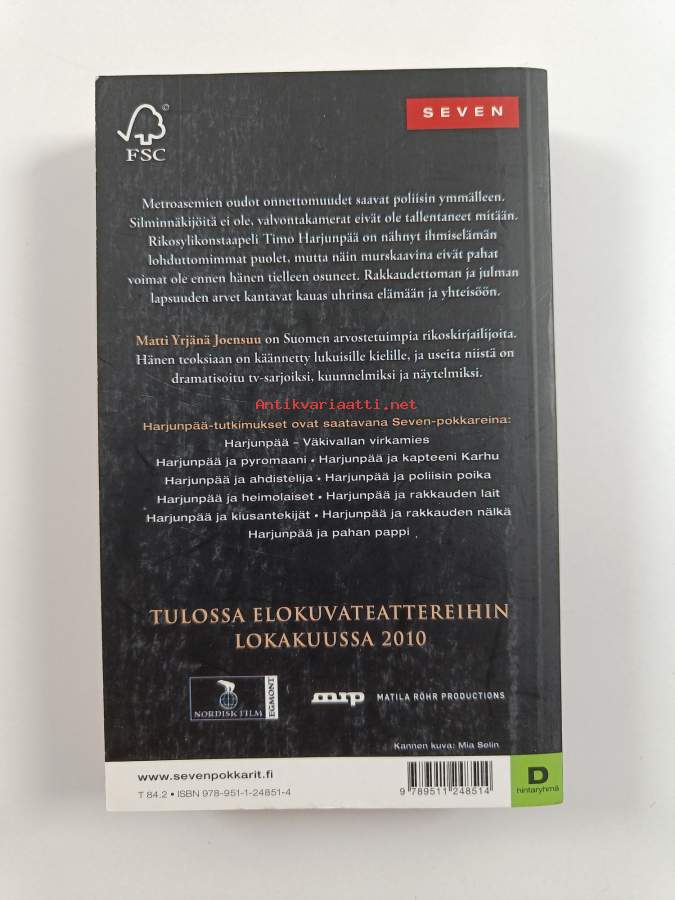 SEVEN
©
FSC
Metroasemien oudot onnettomuudet saavat poliisin ymmälleen.
Silminnäkijöitä ei ole, valvontakamerat eivät ole tallentaneet mitään.
Rikosylikonstaapeli Timo Harjunpää on nähnyt ihmiselämän
lohduttomimmat puolet, mutta näin murskaavina eivät pahat
voimat ole ennen hänen tielleen osuneet. Rakkaudettoman ja julman
lapsuuden arvet kantavat kauas uhrinsa elämään ja yhteisöön.
Matti Yrjänä Joensuu on Suomen arvostetuimpia rikoskirjailijoita.
Hänen teoksiaan on käännetty lukuisille kielille, ja useita niistä on
dramatisoitu tv-sarjoiksi, kuunnelmiksi ja näytelmiksi.
Antikvariaatti.net
Harjunpää-tutkimukset ovat saatavana Seven-pokkareina:
Harjunpää – Väkivallan virkamies
Harjunpää ja pyromaani • Harjunpää ja kapteeni Karhu
Harjunpää ja ahdistelija • Harjunpää ja poliisin poika
Harjunpää ja heimolaiset • Harjunpää ja rakkauden lait
Harjunpää ja kiusantekijät • Harjunpää ja rakkauden nälkä
Harjunpää ja pahan pappi
TULOSSA ELOKUVATEATTEREIHIN
LOKAKUUSSA 2010
NORDISK FILM
EGMONT
mrp
MATILA RÖHR PRODUCTIONS
Kannen kuva: Mia Selin
www.sevenpokkarit.fi
T 84.2 • ISBN 978-951-1-24851-4
9 789511 248514
D
hintaryhmä